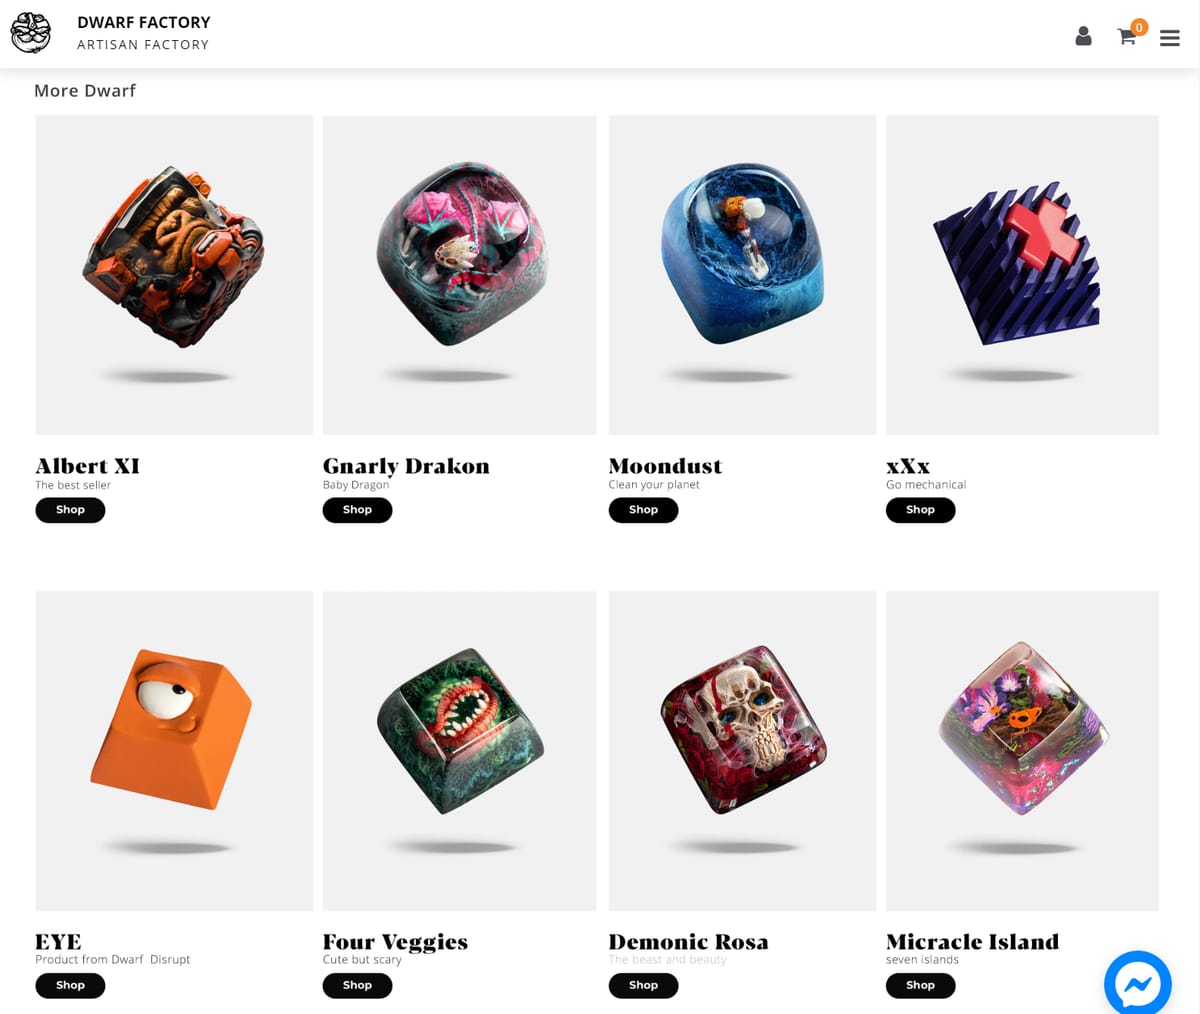 DWARF FACTORY
ARTISAN FACTORY
0
More Dwarf
Albert XI
The best seller
Shop
Gnarly Drakon
Baby Dragon
Shop
Moondust
Clean your planet
Shop
xXx
Go mechanical
Shop
EYE
Product from Dwarf  Disrupt
Shop
Four Veggies
Cute but scary
Shop
Demonic Rosa
The beast and beauty
Shop
Micracle Island
seven islands
Shop